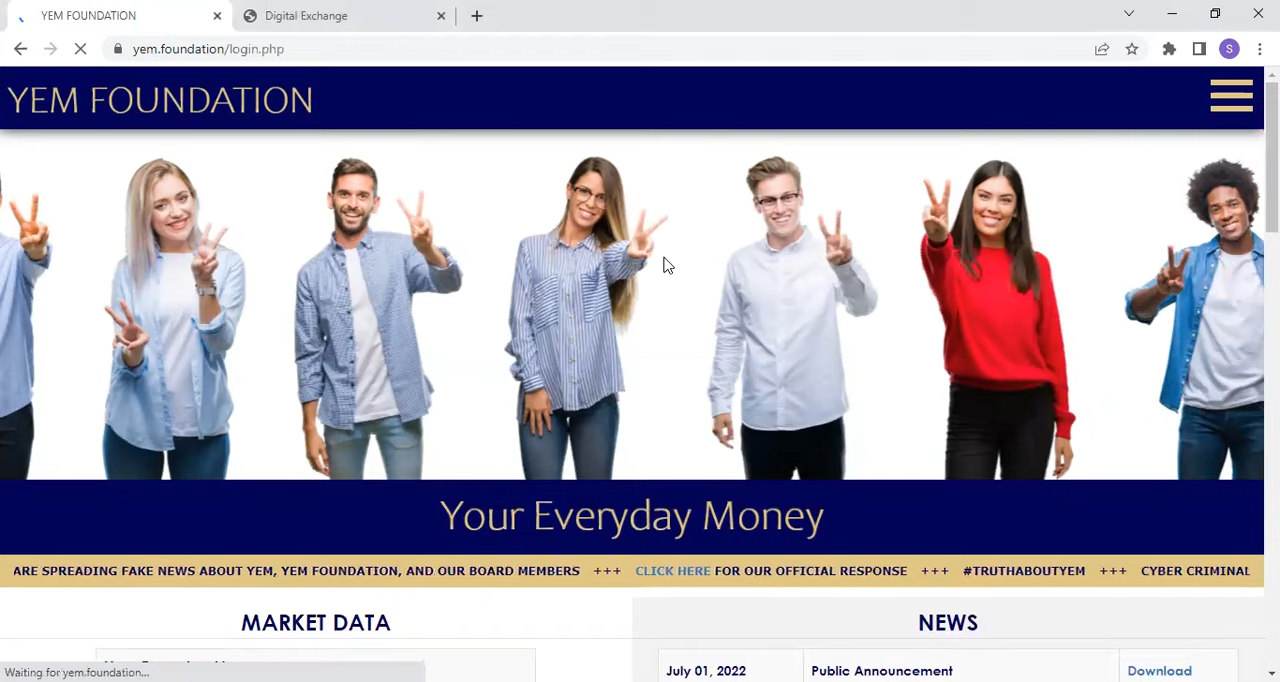 YEM FOUNDATION
Digital Exchange
yem.foundation/login.php
S
YEM FOUNDATION
Your Everyday Money
ARE SPREADING FAKE NEWS ABOUT YEM, YEM FOUNDATION, AND OUR BOARD MEMBERS +++ CLICK HERE FOR OUR OFFICIAL RESPONSE +++ #TRUTHABOUTYEM +++ CYBER CRIMINAL
MARKET DATA
NEWS
July 01, 2022 Public Announcement Download
Waiting for yem.foundation...